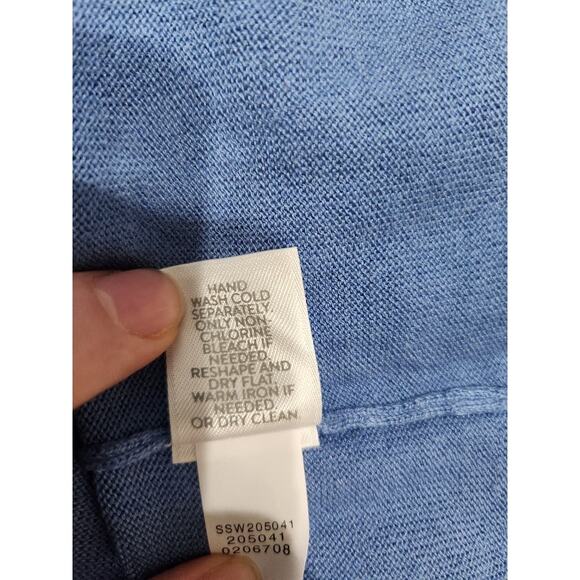 HAND
WASH COLD
SEPARATELY.
ONLY NON-
CHLORINE
BLEACH IF
NEEDED.
RESHAPE AND
DRY FLAT,
WARM IRON IF
NEEDED
OR DRY CLEAN.
SSW205041
205041
0206708